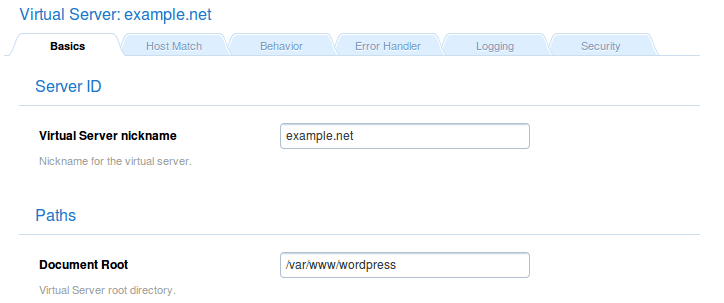 Virtual Server: example.net
Basics Host Match Behavior Error Handler Logging Security
Server ID
Virtual Server nickname example.net
Nickname for the virtual server.
Paths
Document Root /var/www/wordpress
Virtual Server root directory.